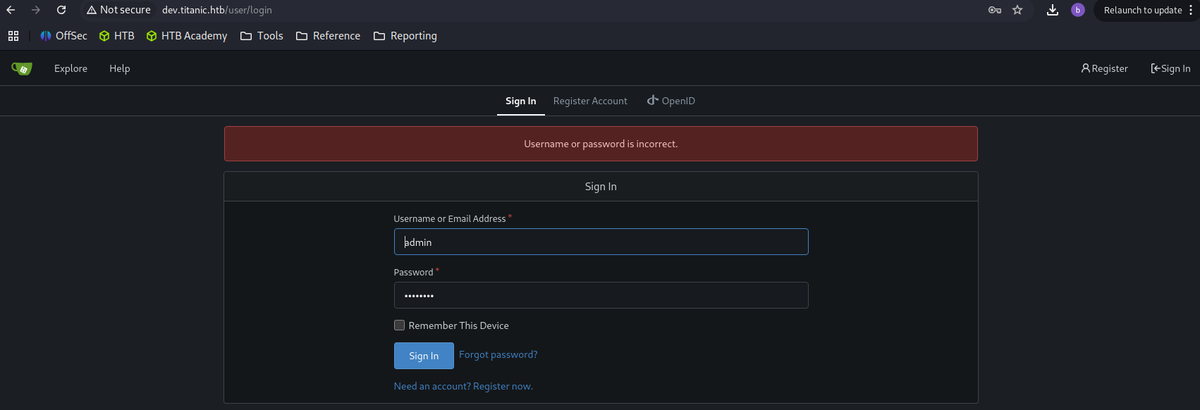 Not secure dev.titanic.htb/user/login b Relaunch to update
OffSec HTB HTB Academy Tools Reference Reporting
Explore Help Register Sign In
Sign In Register Account OpenID
Username or password is incorrect.
Sign In
Username or Email Address *
admin
Password *
••••••••
Remember This Device
Sign In Forgot password?
Need an account? Register now.